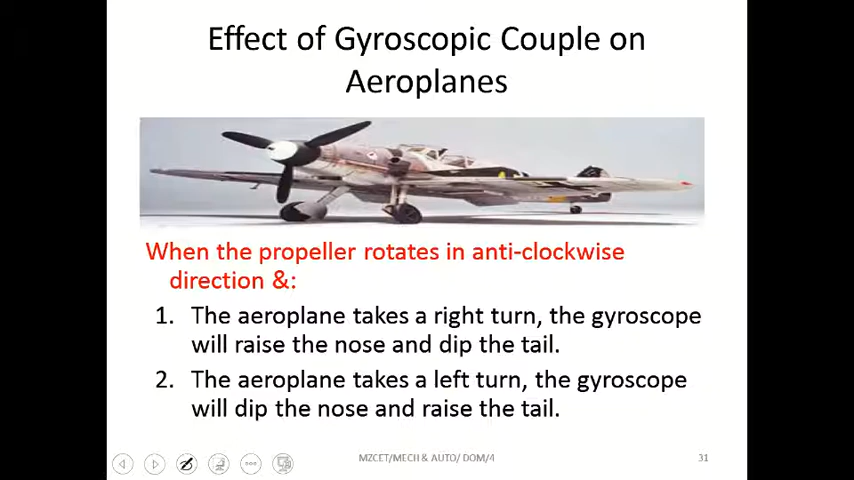 Effect of Gyroscopic Couple on
Aeroplanes
When the propeller rotates in anti-clockwise
direction &:
1. The aeroplane takes a right turn, the gyroscope
will raise the nose and dip the tail.
2. The aeroplane takes a left turn, the gyroscope
will dip the nose and raise the tail.
MZCET/MECH & AUTO/ DOM/4
31